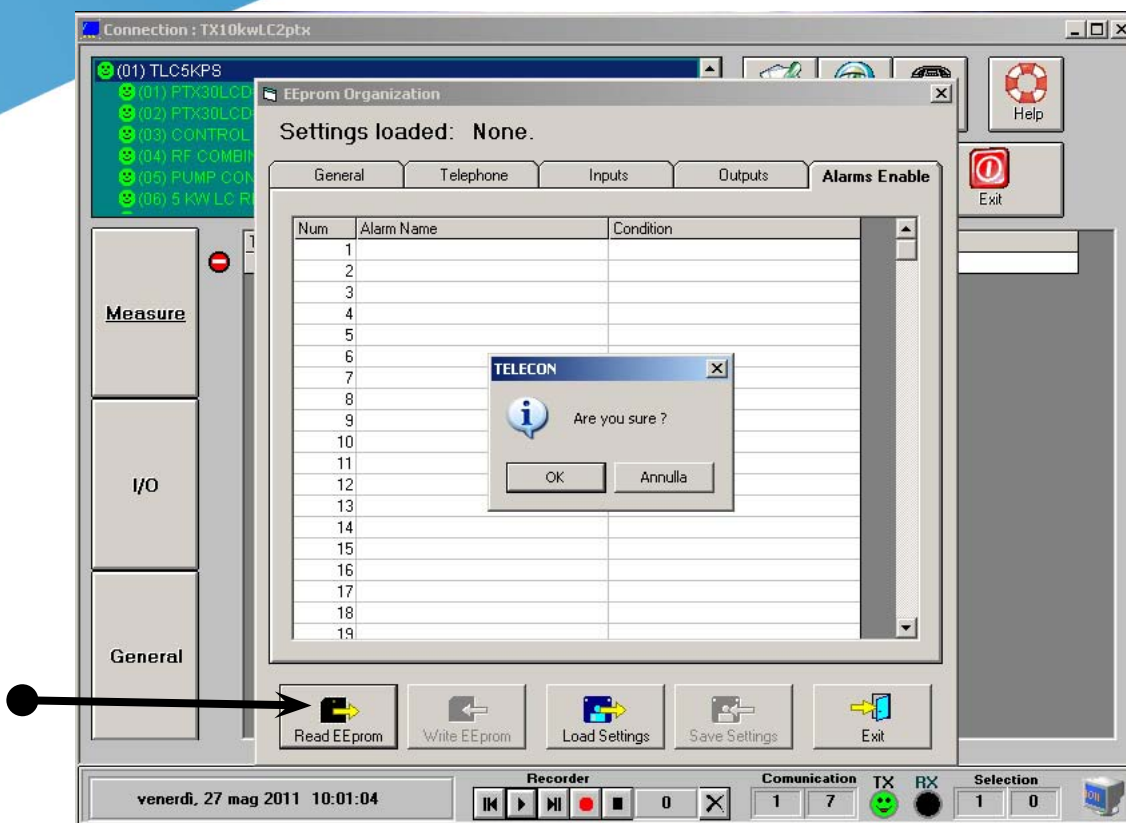 Connection : TX10kwLC2ptx
(01) TLC5KPS
(01) PTX30LCD
(02) PTX30LCD
(03) CONTROL
(04) RF COMBIN
(05) PUMP CON
(06) 5 KW LC R
Help
Exit
EEprom Organization
Settings loaded: None.
General Telephone Inputs Outputs Alarms Enable
Num Alarm Name Condition
1
2
3
4
5
6
7
8
9
10
11
12
13
14
15
16
17
18
19
TELECON
Are you sure ?
OK Annulla
Measure
I/O
General
Read EEprom Write EEprom Load Settings Save Settings Exit
venerdì, 27 mag 2011 10:01:04
Recorder
0
Comunication
1 7
TX RX
Selection
1 0